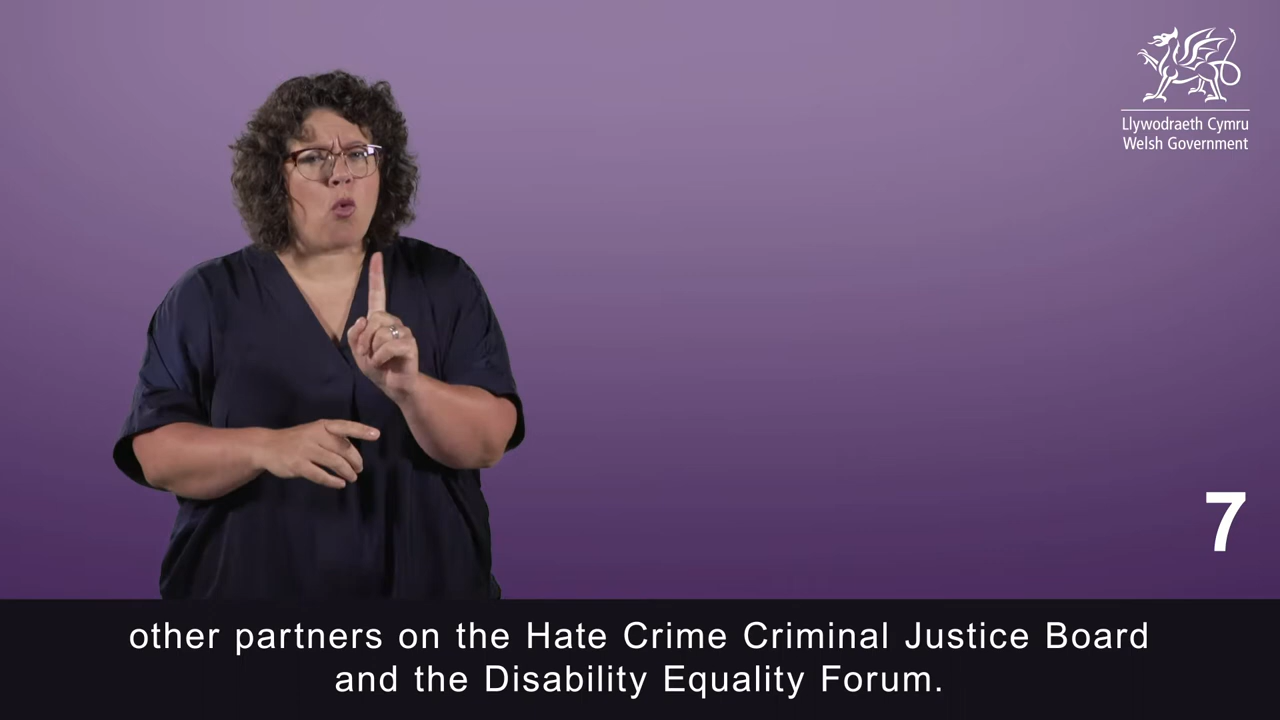 Llywodraeth Cymru
Welsh Government
7
other partners on the Hate Crime Criminal Justice Board
and the Disability Equality Forum.